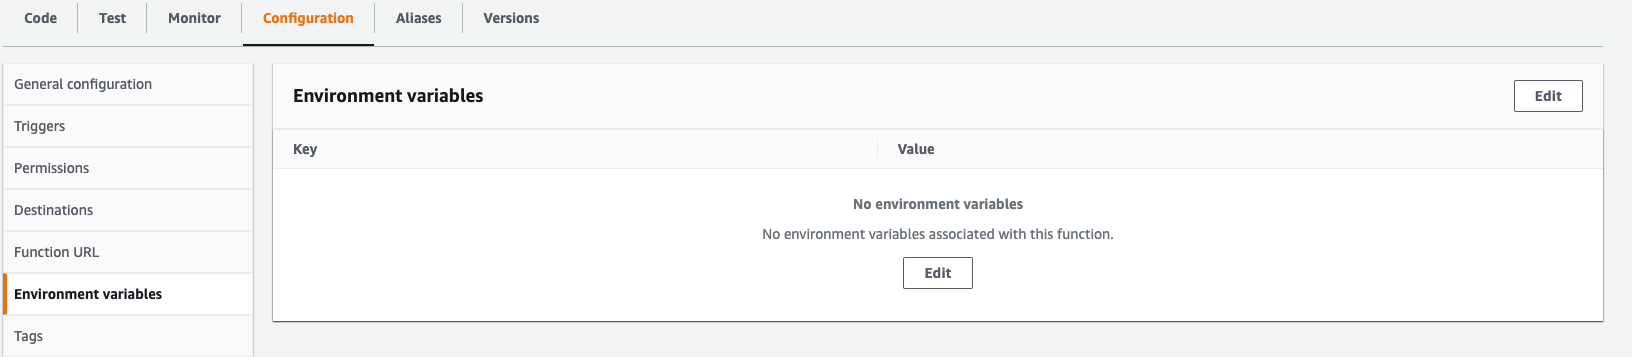 Code Test Monitor Configuration Aliases Versions
General configuration
Triggers
Permissions
Destinations
Function URL
Environment variables
Tags
Environment variables Edit
Key Value
No environment variables
No environment variables associated with this function.
Edit